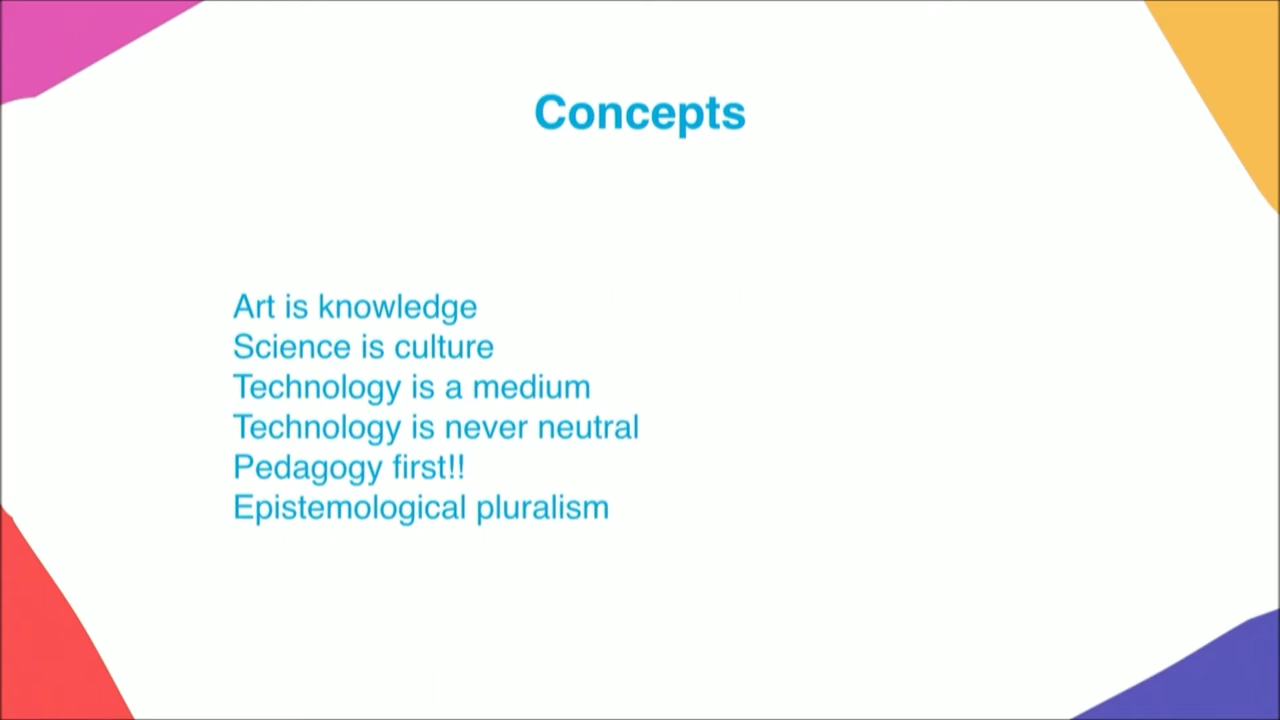 Concepts
Art is knowledge
Science is culture
Technology is a medium
Technology is never neutral
Pedagogy first!!
Epistemological pluralism